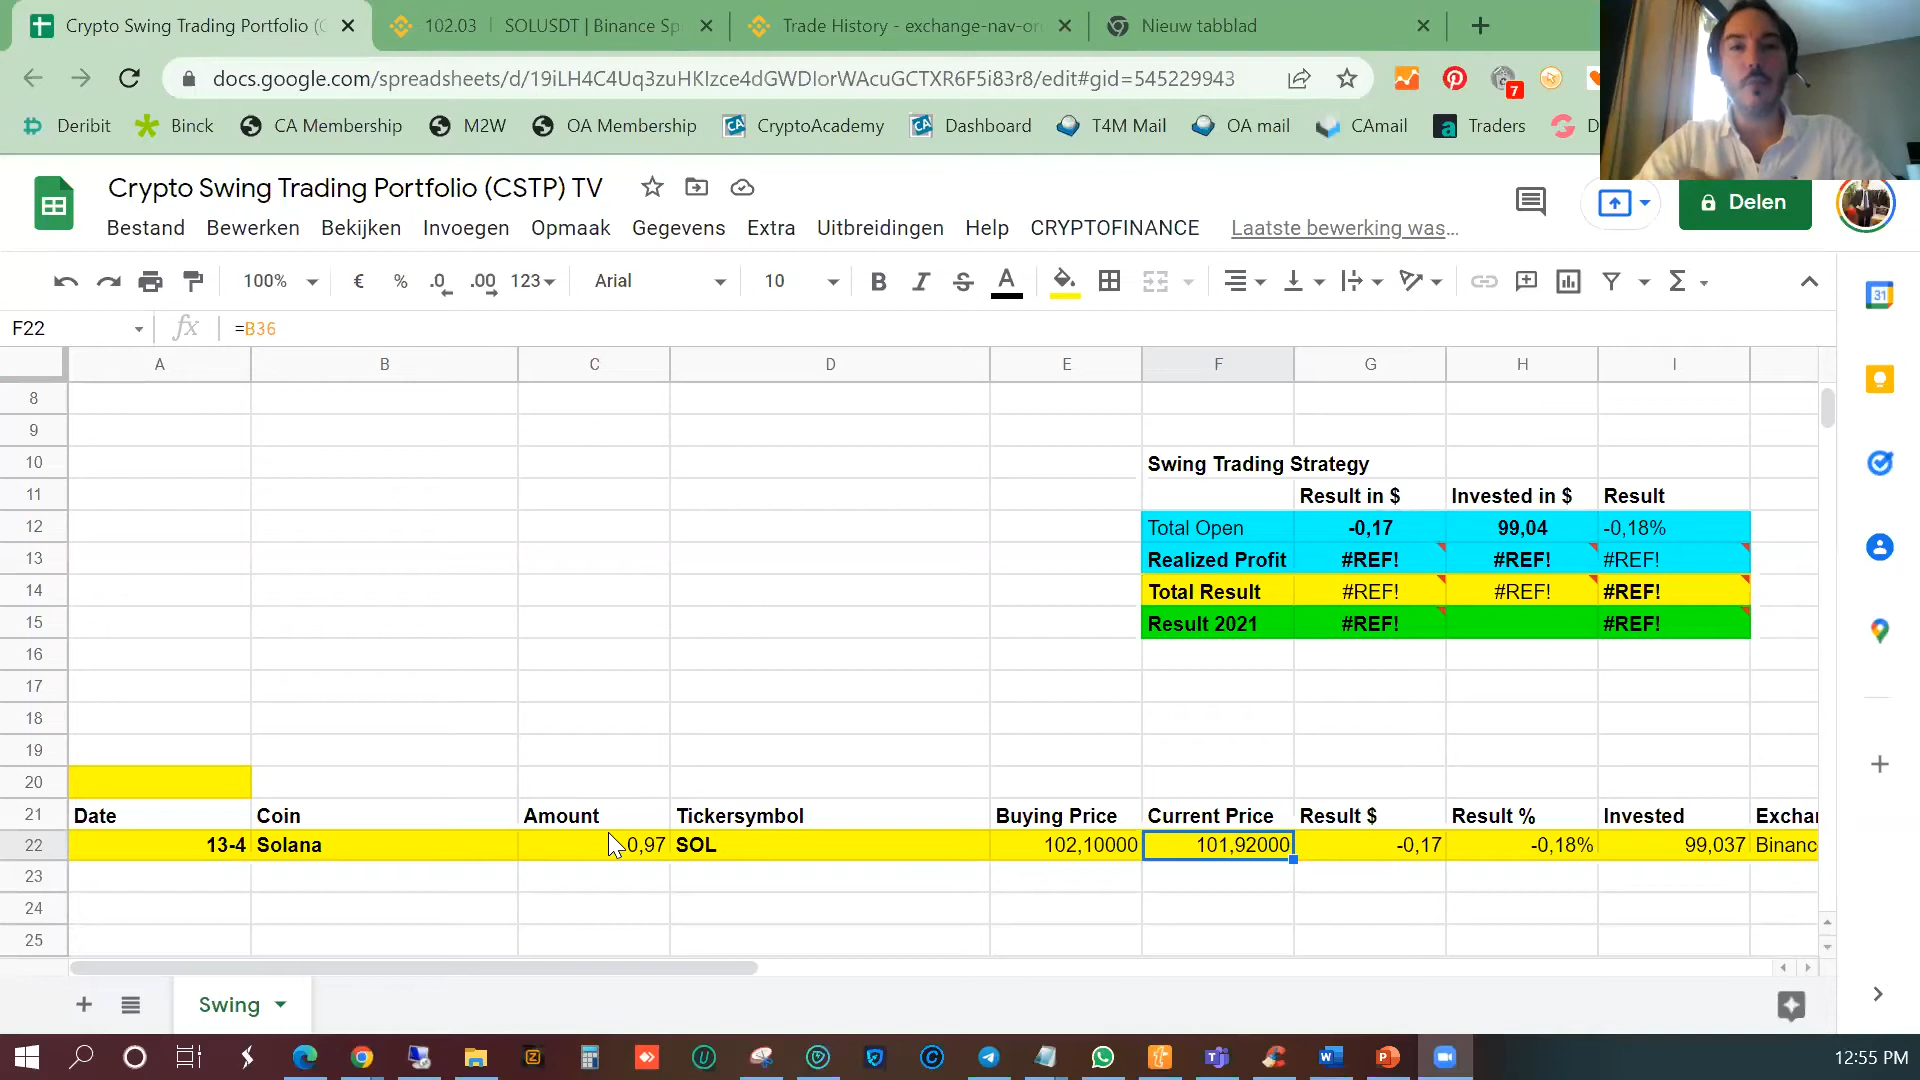 Crypto Swing Trading Portfolio (C
102.03 | SOLUSDT | Binance Sp
Trade History - exchange-nav-or
Nieuw tabblad
docs.google.com/spreadsheets/d/19iLH4C4Uq3zuHKIzce4dGWDIorWAcuGCTXR6F5i83r8/edit#gid=545229943
7
Deribit
Binck
CA Membership
M2W
OA Membership
CryptoAcademy
Dashboard
T4M Mail
OA mail
CAmail
Traders
D
Crypto Swing Trading Portfolio (CSTP) TV
Bestand Bewerken Bekijken Invoegen Opmaak Gegevens Extra Uitbreidingen Help CRYPTOFINANCE Laatste bewerking was...
Delen
100% € % .0 .00 123 Arial 10 B I S A Σ
31
F22 fx =B36
A B C D E F G H I
8
9
10 Swing Trading Strategy
11 Result in $ Invested in $ Result
12 Total Open -0,17 99,04 -0,18%
13 Realized Profit #REF! #REF! #REF!
14 Total Result #REF! #REF! #REF!
15 Result 2021 #REF! #REF!
16
17
18
19
20
21 Date Coin Amount Tickersymbol Buying Price Current Price Result $ Result % Invested Exchar
22 13-4 Solana 0,97 SOL 102,10000 101,92000 -0,17 -0,18% 99,037 Binanc
23
24
25
Swing
12:55 PM